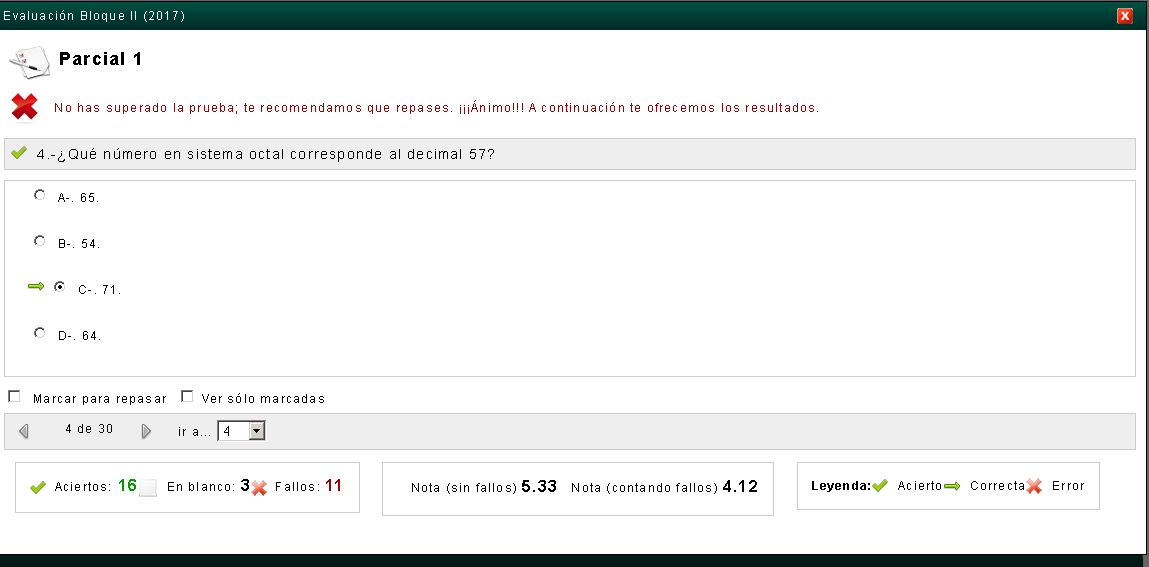 Evaluación Bloque II (2017)
Parcial 1
No has superado la prueba; te recomendamos que repases. ¡¡¡Ánimo!!! A continuación te ofrecemos los resultados.
4.-¿Qué número en sistema octal corresponde al decimal 57?
A-. 65.
B-. 54.
C-. 71.
D-. 64.
Marcar para repasar Ver sólo marcadas
4 de 30 ir a... 4
Aciertos: 16 En blanco: 3 Fallos: 11 Nota (sin fallos) 5.33 Nota (contando fallos) 4.12 Leyenda: Acierto Correcta Error